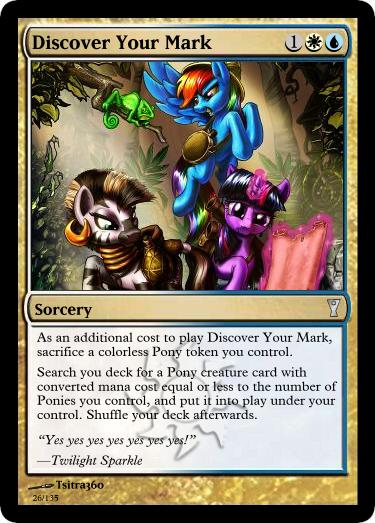 Discover Your Mark 1
Sorcery
As an additional cost to play Discover Your Mark,
sacrifice a colorless Pony token you control.
Search you deck for a Pony creature card with
converted mana cost equal or less to the number of
Ponies you control, and put it into play under your
control. Shuffle your deck afterwards.
“Yes yes yes yes yes yes!”
—Twilight Sparkle
Tsitra360
26/135